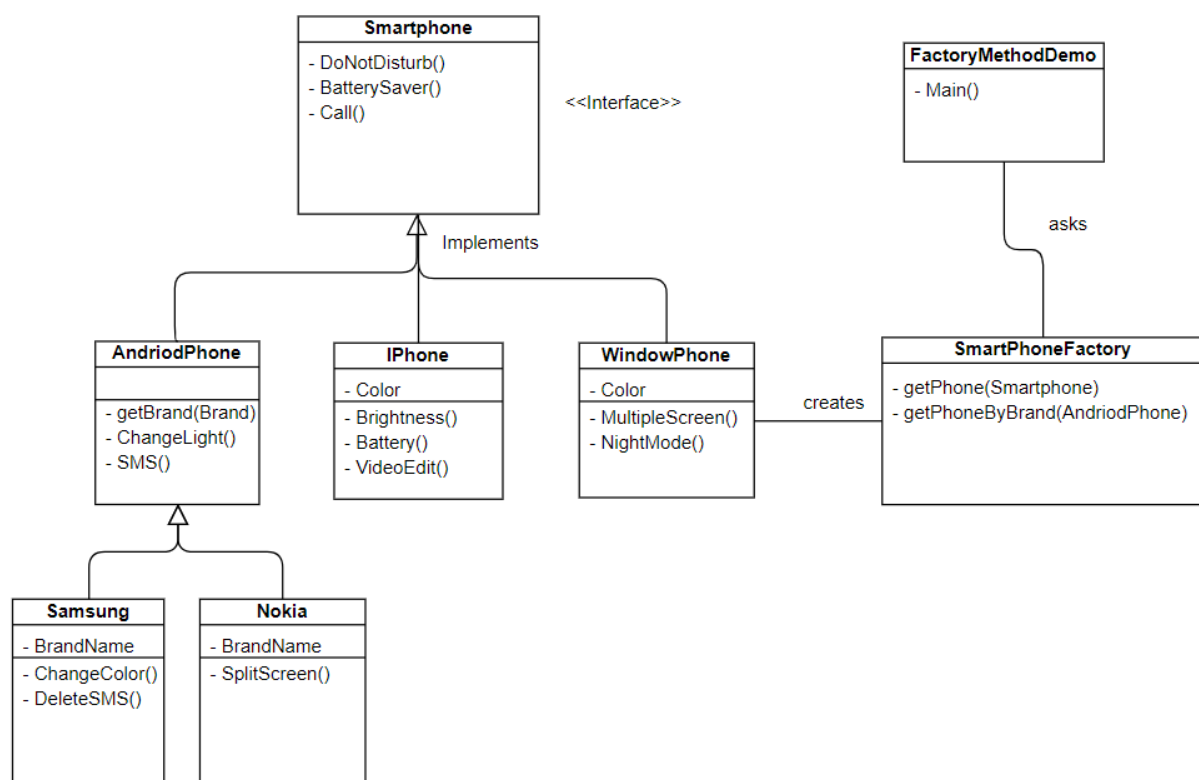 Smartphone
- DoNotDisturb()
- BatterySaver()
- Call()
<<Interface>>
FactoryMethodDemo
- Main()
Implements
asks
AndriodPhone
- getBrand(Brand)
- ChangeLight()
- SMS()
IPhone
- Color
- Brightness()
- Battery()
- VideoEdit()
WindowPhone
- Color
- MultipleScreen()
- NightMode()
creates
SmartPhoneFactory
- getPhone(Smartphone)
- getPhoneByBrand(AndriodPhone)
Samsung
- BrandName
- ChangeColor()
- DeleteSMS()
Nokia
- BrandName
- SplitScreen()